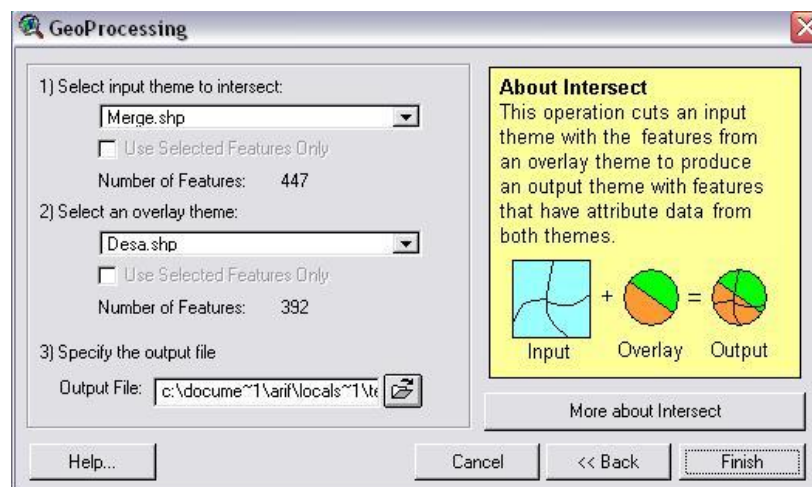 GeoProcessing
1) Select input theme to intersect:
Merge.shp
Use Selected Features Only
Number of Features: 447
2) Select an overlay theme:
Desa.shp
Use Selected Features Only
Number of Features: 392
3) Specify the output file
Output File: c:\docume~1\arif\locals~1\te
About Intersect
This operation cuts an input
theme with the features from
an overlay theme to produce
an output theme with features
that have attribute data from
both themes.
+ =
Input Overlay Output
More about Intersect
Help... Cancel << Back Finish